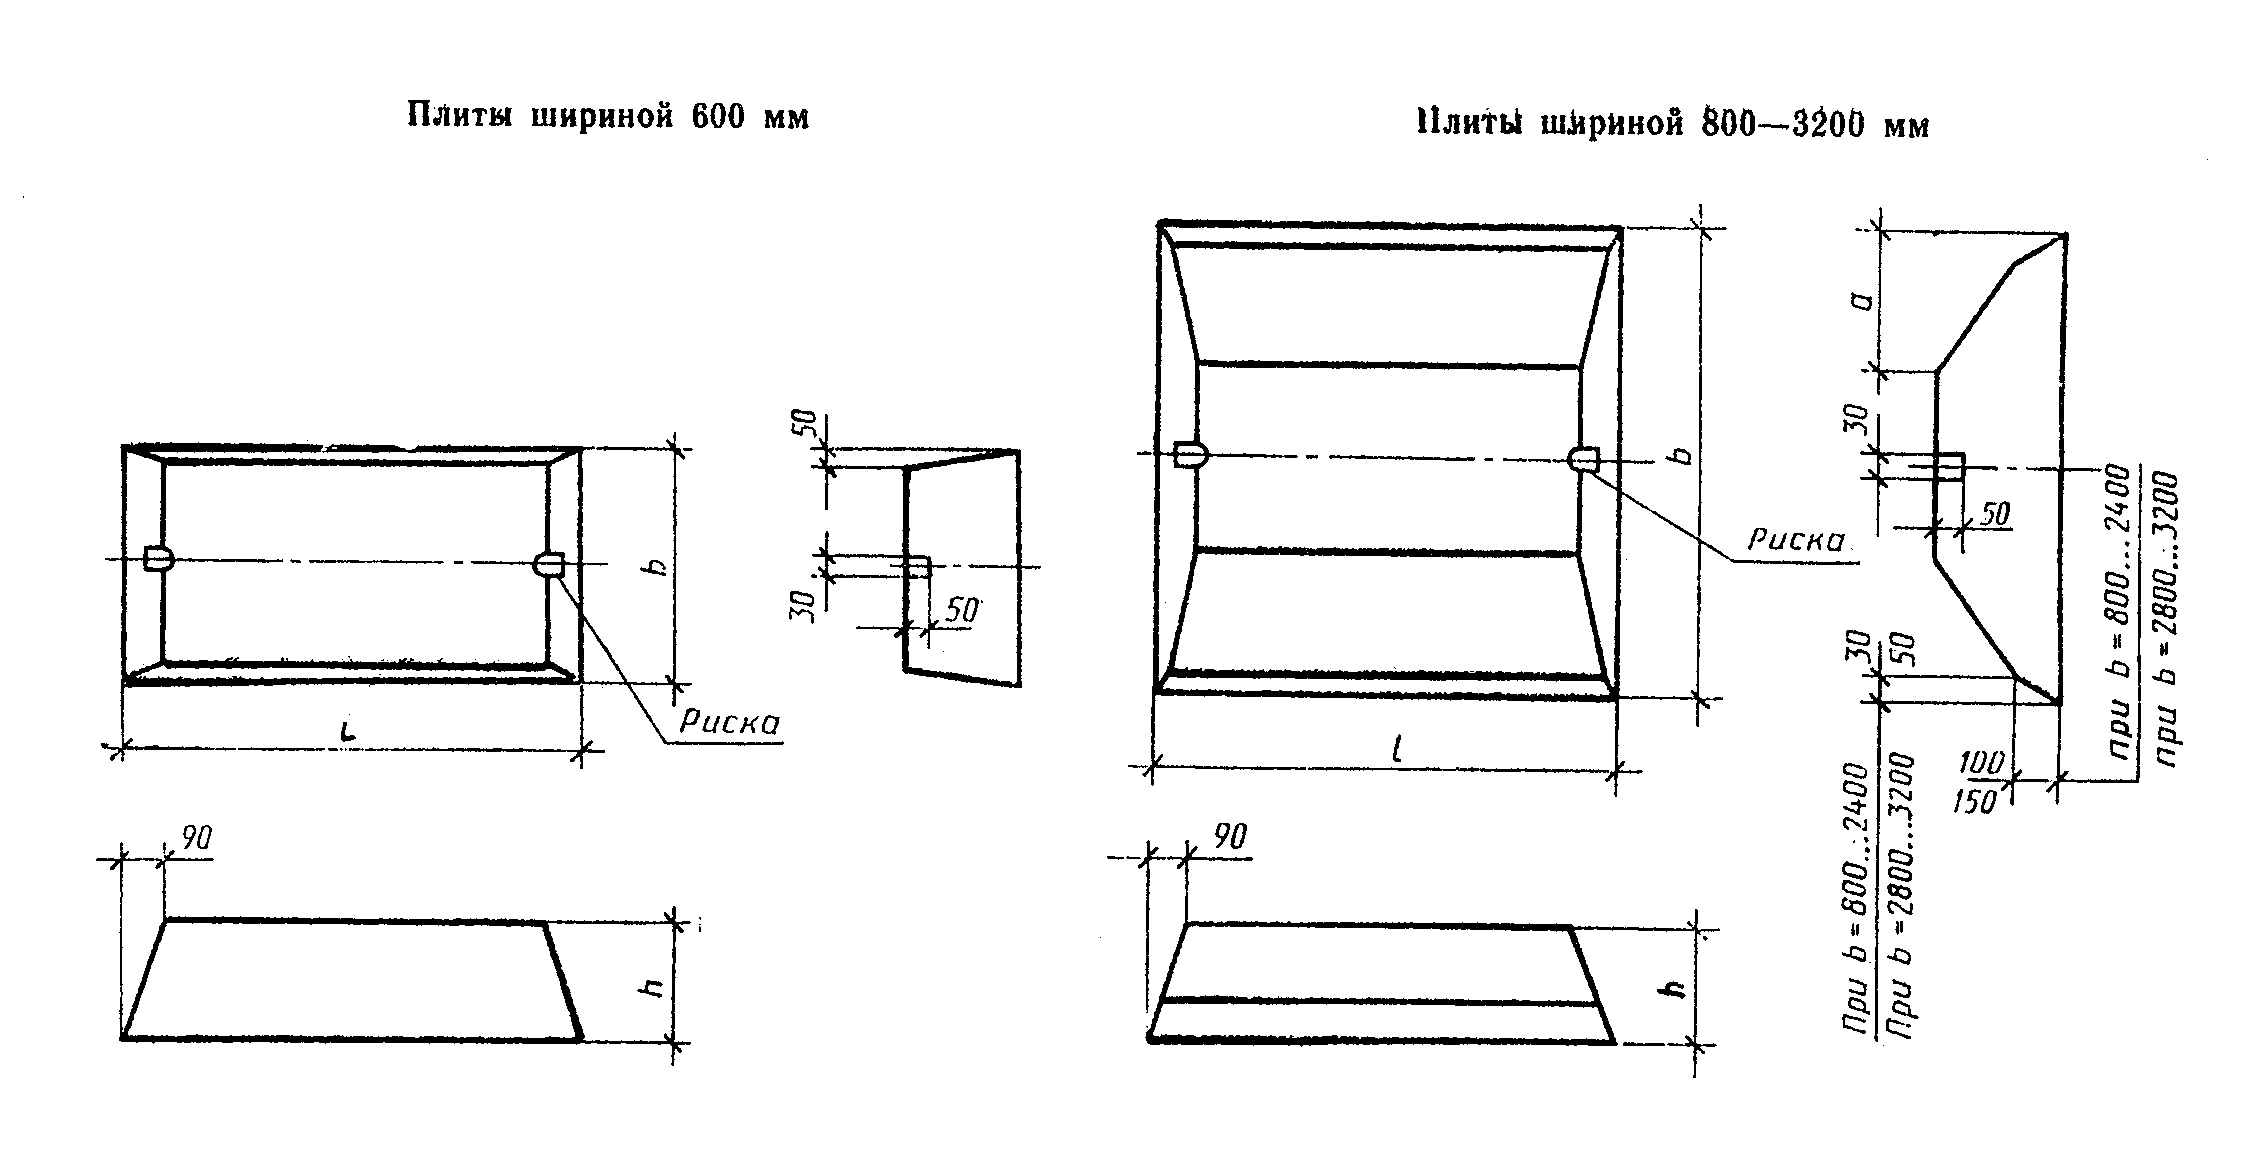 Плиты шириной 600 мм
Плиты шириной 800—3200 мм
b
L
Риска
50
30
50
90
h
b
l
Риска
a
30
50
30
50
При b = 800...2400
При b = 2800...3200
100
150
при b = 800...2400
при b = 2800...3200
90
h